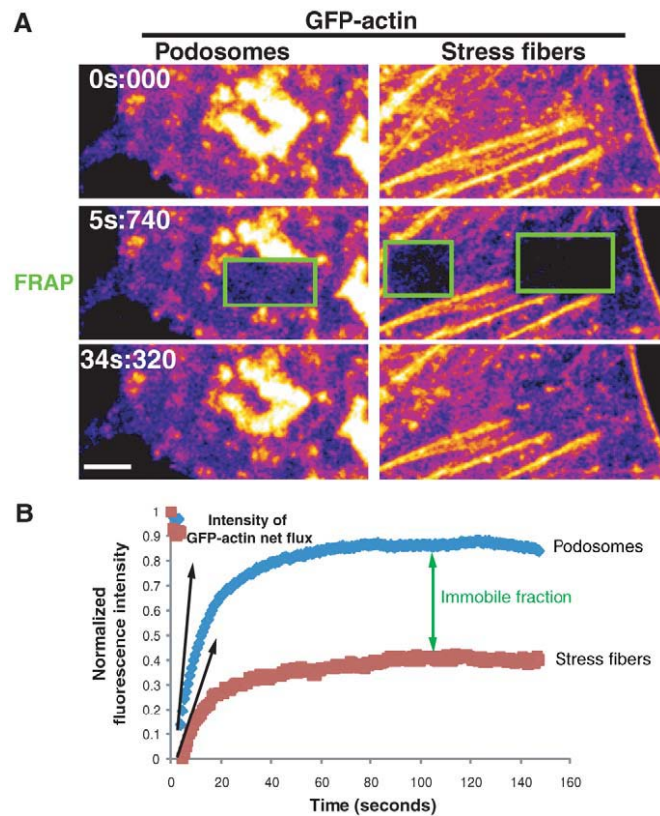 A
GFP-actin
Podosomes Stress fibers
0s:000
5s:740
FRAP
34s:320
B
Intensity of
GFP-actin net flux
Podosomes
Immobile fraction
Stress fibers
Normalized
fluorescence intensity
1
0.9
0.8
0.7
0.6
0.5
0.4
0.3
0.2
0.1
0
0 20 40 60 80 100 120 140 160
Time (seconds)